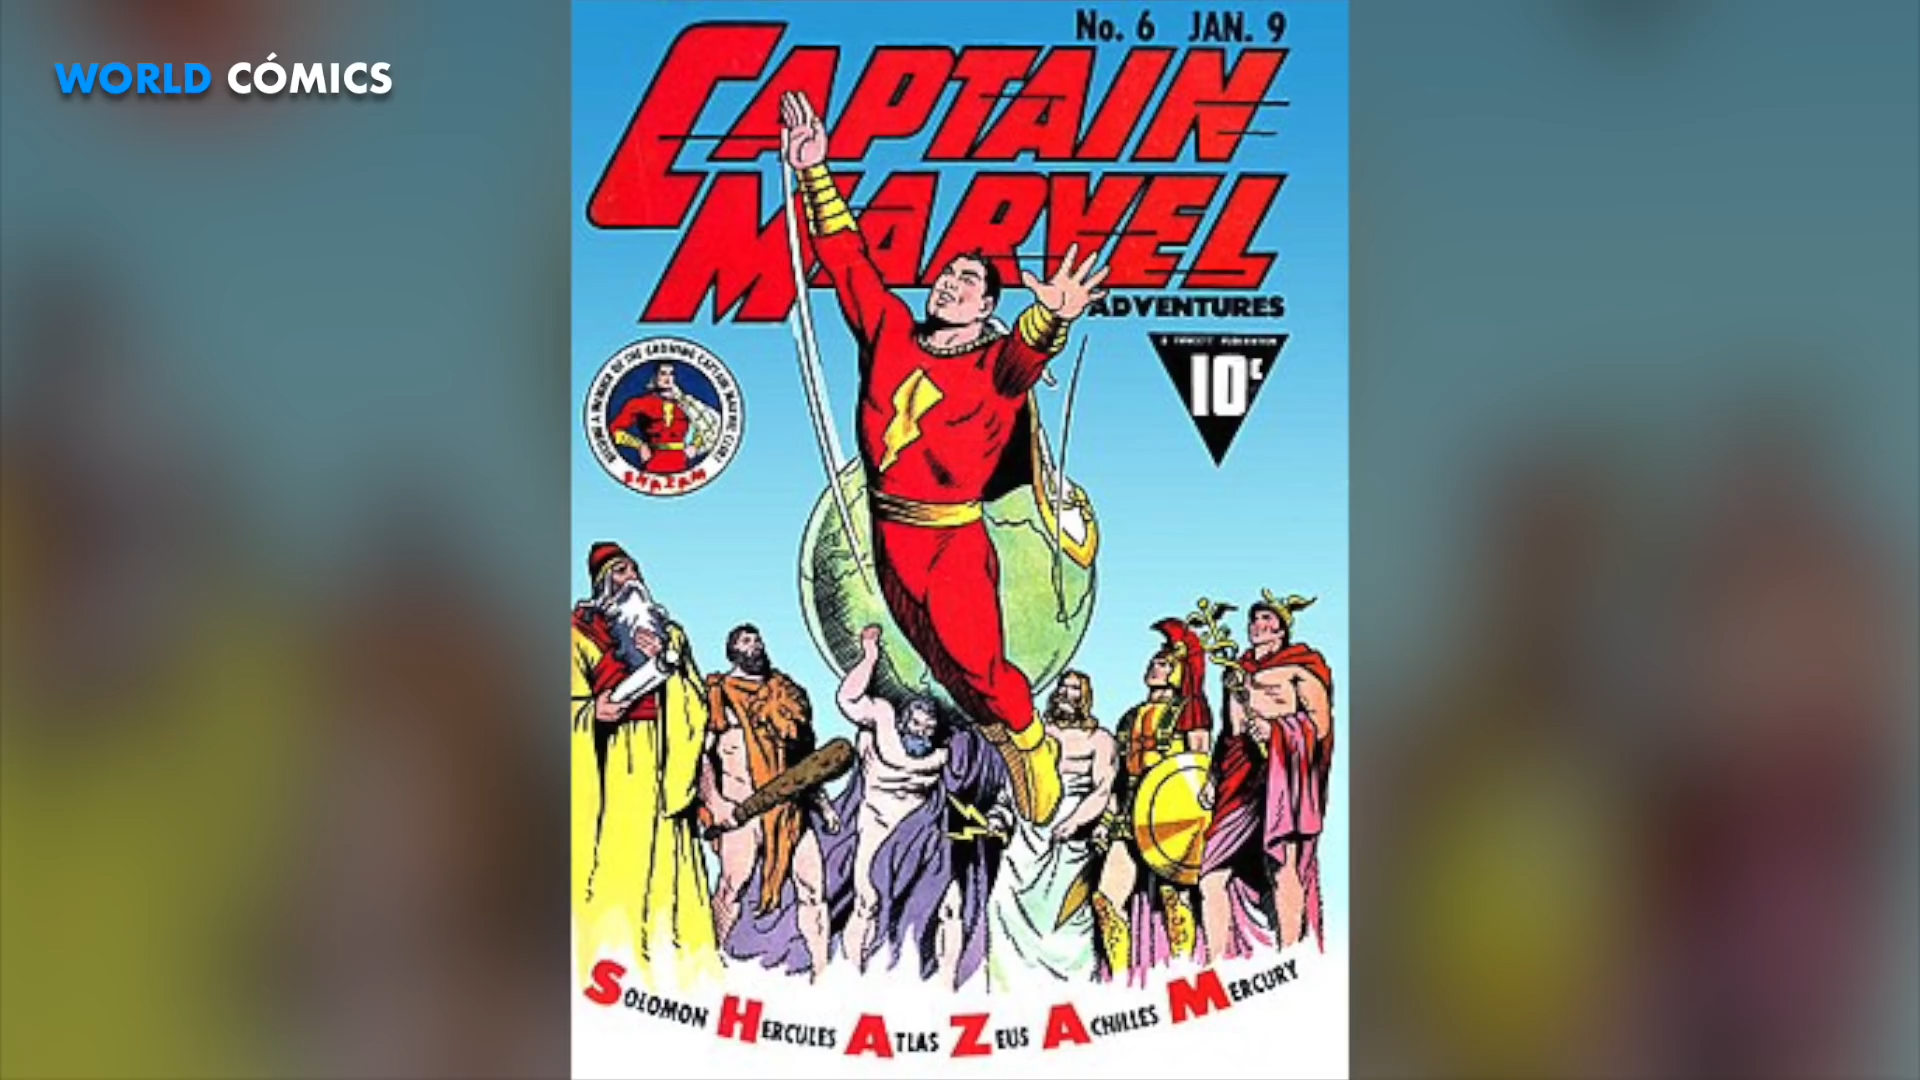 WORLD CÓMICS
No. 6 JAN. 9
CAPTAIN
MARVEL
ADVENTURES
10¢
SHAZAM
SOLOMON HERCULES ATLAS ZEUS ACHILLES MERCURY